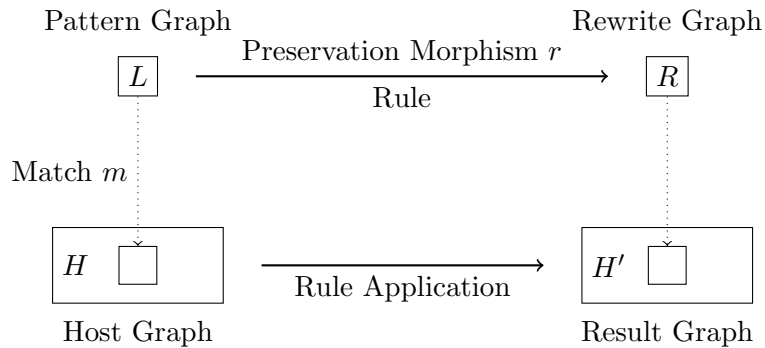 Pattern Graph
Rewrite Graph
Preservation Morphism r
L
R
Rule
Match m
H
H′
Rule Application
Host Graph
Result Graph